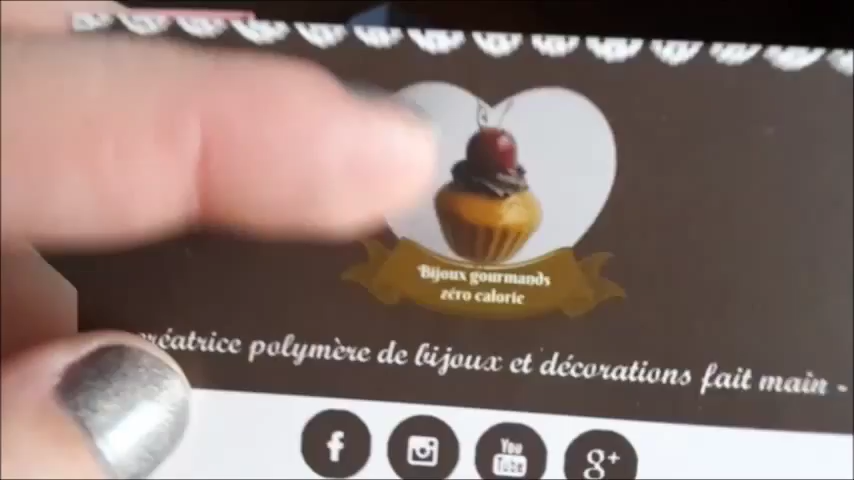 Bijoux gourmands
zéro calorie
créatrice polymère de bijoux et décorations fait main -
f
You
Tube
g+